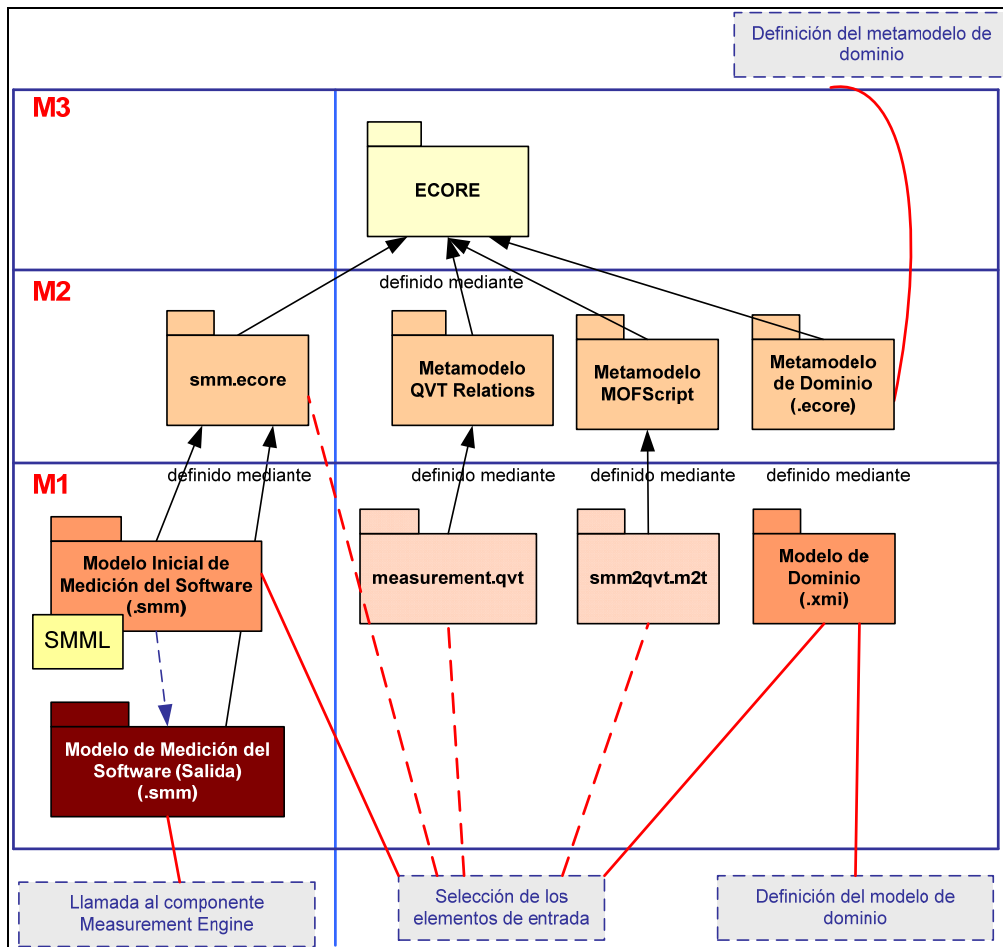 Definición del metamodelo de
dominio
M3
ECORE
definido mediante
M2
smm.ecore
Metamodelo
QVT Relations
Metamodelo
MOFScript
Metamodelo
de Dominio
(.ecore)
definido mediante
definido mediante
definido mediante
definido mediante
M1
Modelo Inicial de
Medición del Software
(.smm)
SMML
measurement.qvt
smm2qvt.m2t
Modelo de
Dominio
(.xmi)
Modelo de Medición del
Software (Salida)
(.smm)
Llamada al componente
Measurement Engine
Selección de los
elementos de entrada
Definición del modelo de
dominio